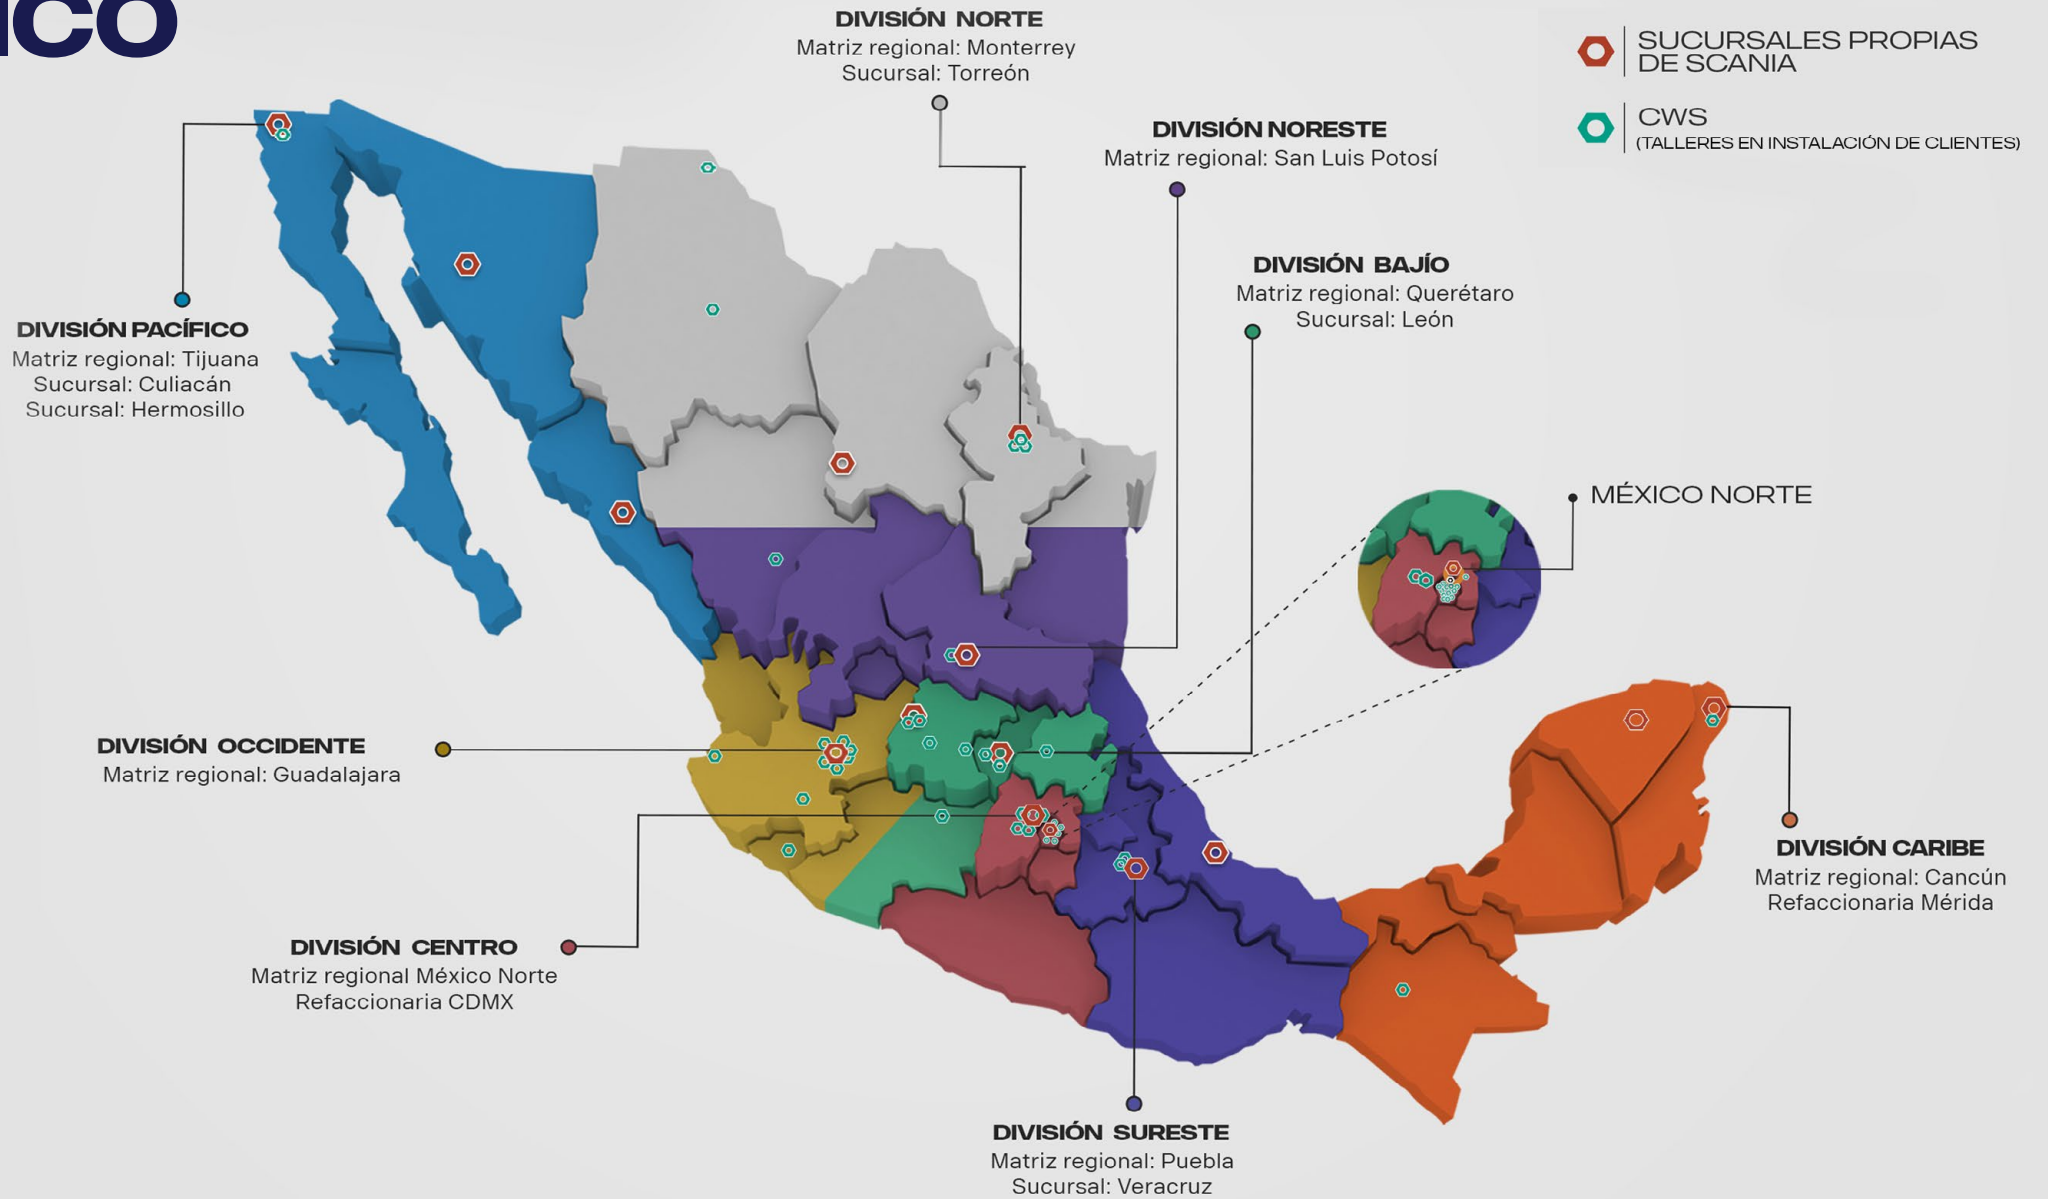 ICO
DIVISIÓN NORTE
Matriz regional: Monterrey
Sucursal: Torreón
SUCURSALES PROPIAS
DE SCANIA
CWS
(TALLERES EN INSTALACIÓN DE CLIENTES)
DIVISIÓN NORESTE
Matriz regional: San Luis Potosí
DIVISIÓN BAJÍO
Matriz regional: Querétaro
Sucursal: León
DIVISIÓN PACÍFICO
Matriz regional: Tijuana
Sucursal: Culiacán
Sucursal: Hermosillo
MÉXICO NORTE
DIVISIÓN OCCIDENTE
Matriz regional: Guadalajara
DIVISIÓN CARIBE
Matriz regional: Cancún
Refaccionaria Mérida
DIVISIÓN CENTRO
Matriz regional México Norte
Refaccionaria CDMX
DIVISIÓN SURESTE
Matriz regional: Puebla
Sucursal: Veracruz